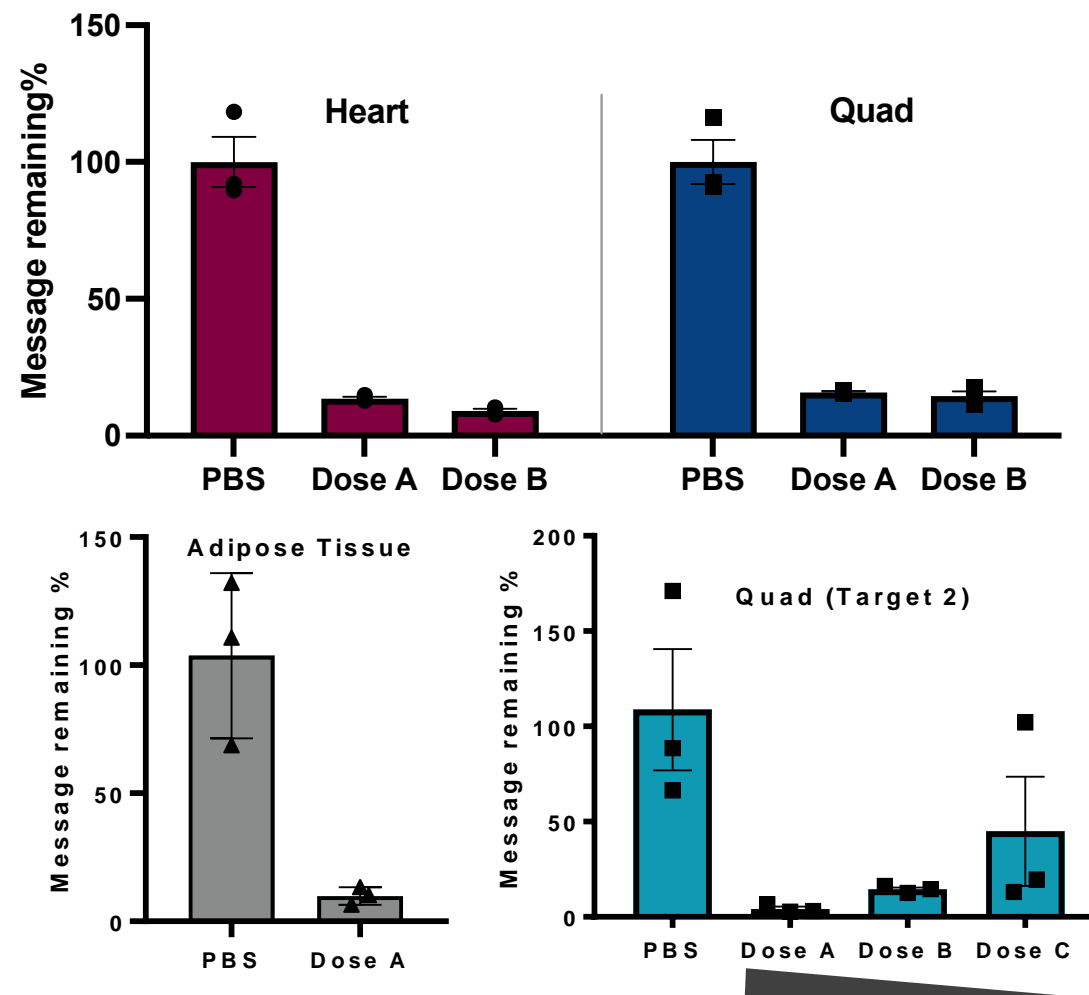 Message remaining%
150
100
50
0
Heart
Quad
PBS Dose A Dose B PBS Dose A Dose B
Message remaining %
150
100
50
0
Adipose Tissue
PBS Dose A
Message remaining %
200
150
100
50
0
Quad (Target 2)
PBS Dose A Dose B Dose C